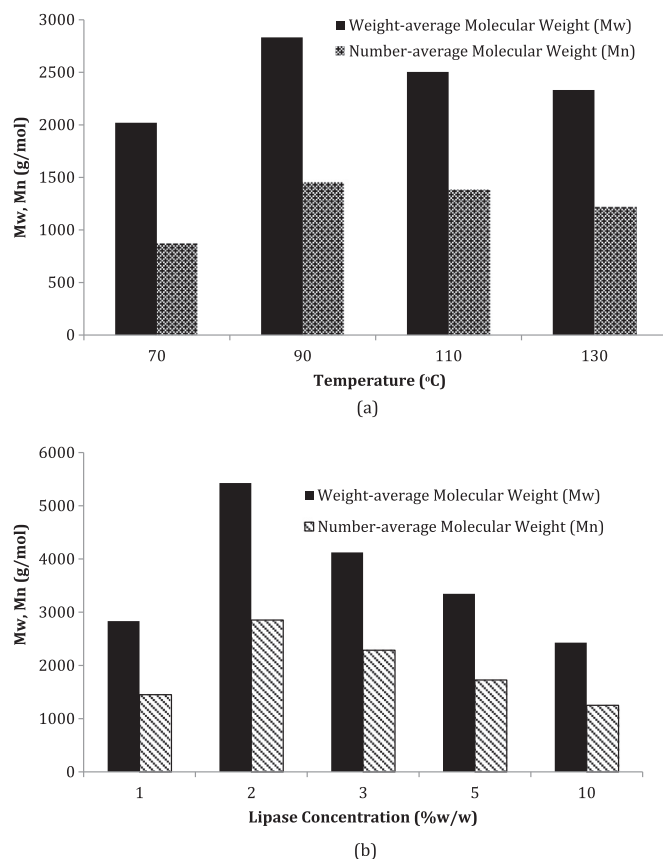 3000
2500
2000
1500
1000
500
0
Mw, Mn (g/mol)
Weight-average Molecular Weight (Mw)
Number-average Molecular Weight (Mn)
70 90 110 130
Temperature (°C)
(a)
6000
5000
4000
3000
2000
1000
0
Mw, Mn (g/mol)
Weight-average Molecular Weight (Mw)
Number-average Molecular Weight (Mn)
1 2 3 5 10
Lipase Concentration (%w/w)
(b)